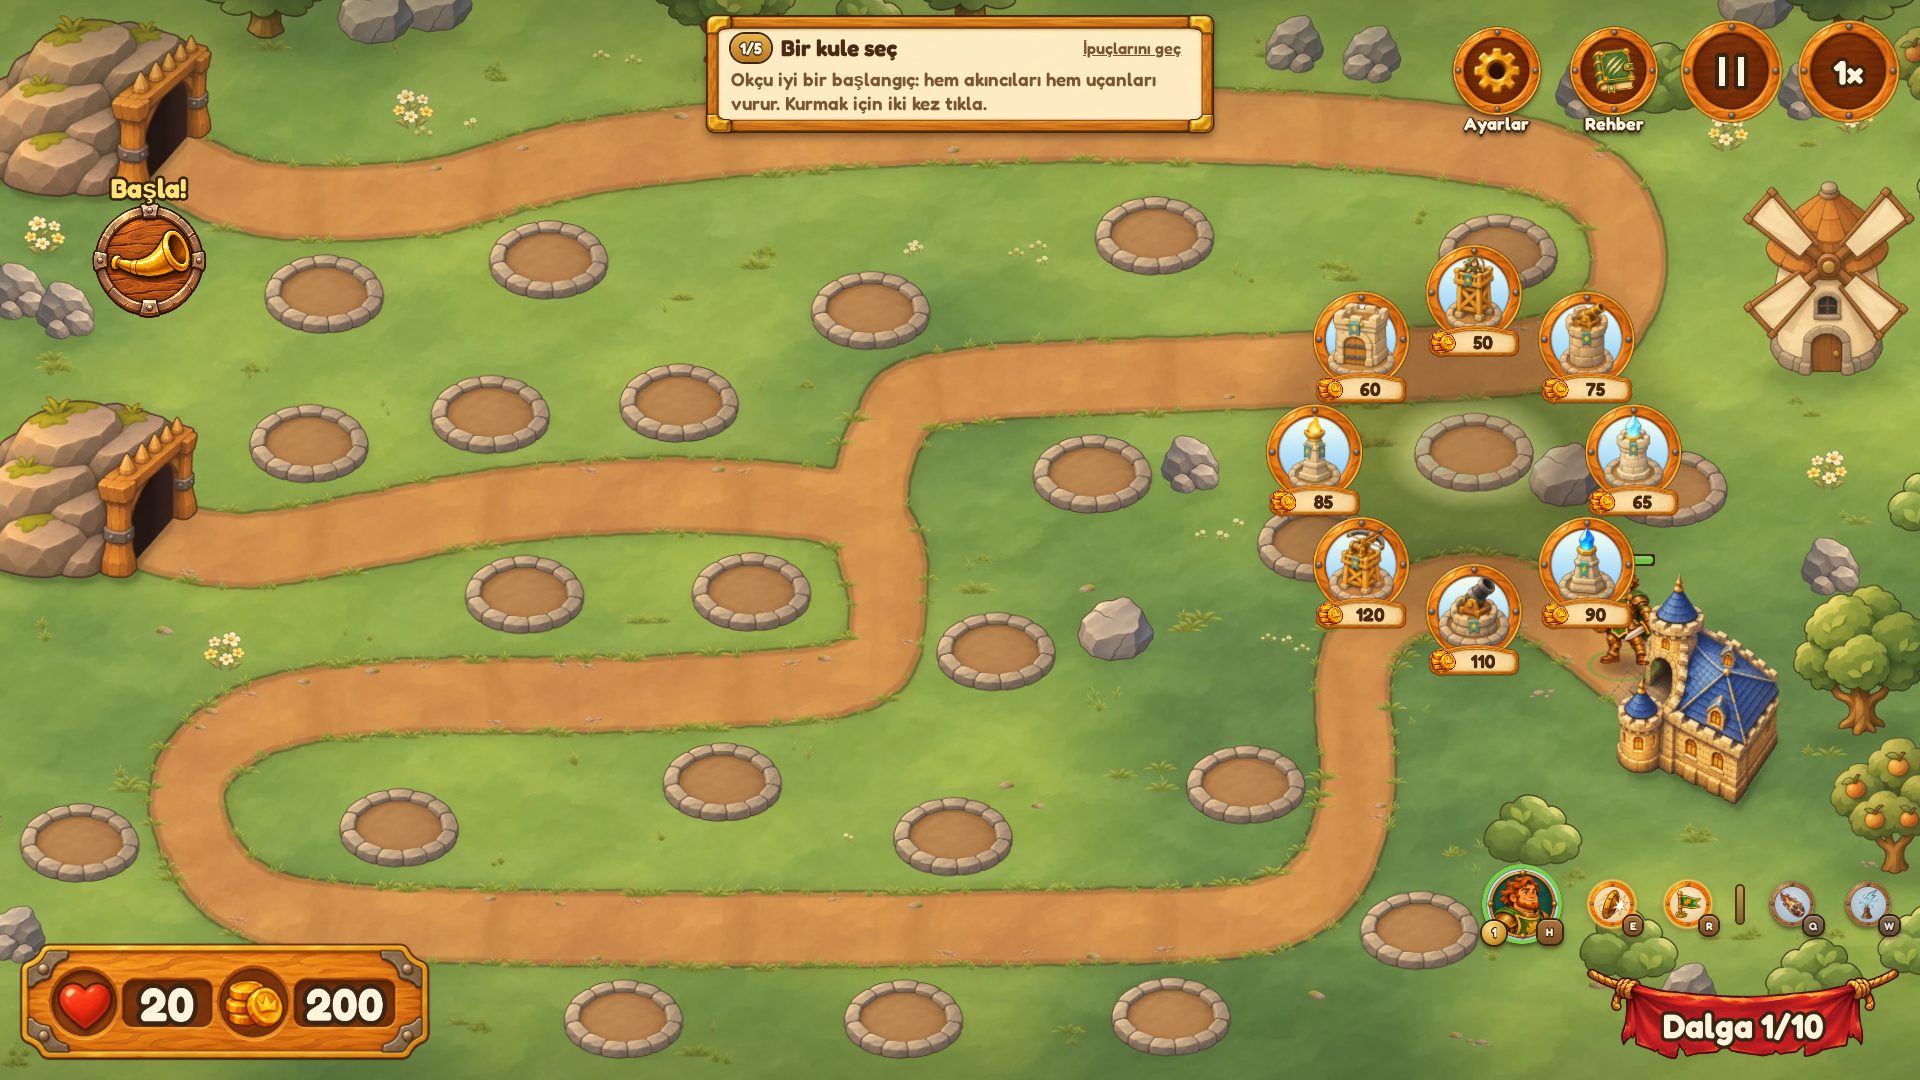 1/5 Bir kule seç İpuçlarını geç
Okçu iyi bir başlangıç: hem akıncıları hem uçanları
vurur. Kurmak için iki kez tıkla.
Ayarlar
Rehber
1x
Başla!
50
60
75
85
65
120
90
110
1
H
E
R
Q
W
20
200
Dalga 1/10